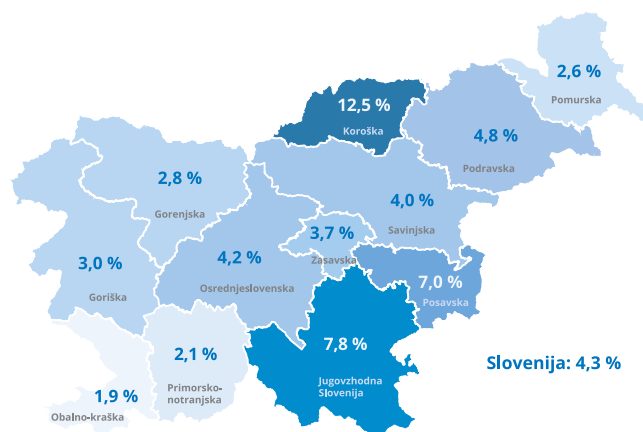 2,6 %
Pomurska
12,5 %
Koroška
4,8 %
Podravska
2,8 %
Gorenjska
4,0 %
Savinjska
3,7 %
Zasavska
4,2 %
Osrednjeslovenska
3,0 %
Goriška
7,0 %
Posavska
7,8 %
Jugovzhodna
Slovenija
2,1 %
Primorsko-
notranjska
1,9 %
Obalno-kraška
Slovenija: 4,3 %